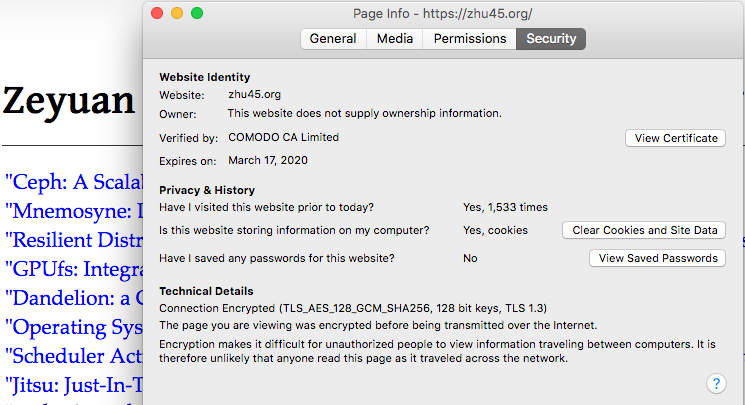 Page Info - https://zhu45.org/
General Media Permissions Security
Zeyuan
Website Identity
Website: zhu45.org
Owner: This website does not supply ownership information.
Verified by: COMODO CA Limited View Certificate
Expires on: March 17, 2020
Privacy & History
Have I visited this website prior to today? Yes, 1,533 times
Is this website storing information on my computer? Yes, cookies Clear Cookies and Site Data
Have I saved any passwords for this website? No View Saved Passwords
Technical Details
Connection Encrypted (TLS_AES_128_GCM_SHA256, 128 bit keys, TLS 1.3)
The page you are viewing was encrypted before being transmitted over the Internet.
Encryption makes it difficult for unauthorized people to view information traveling between computers. It is
therefore unlikely that anyone read this page as it traveled across the network.
?
"Ceph: A
"Mnemosyne:
"Resilient
"GPUfs:
"Dandelion: a
"Operating
"Scheduler
"Jitsu: